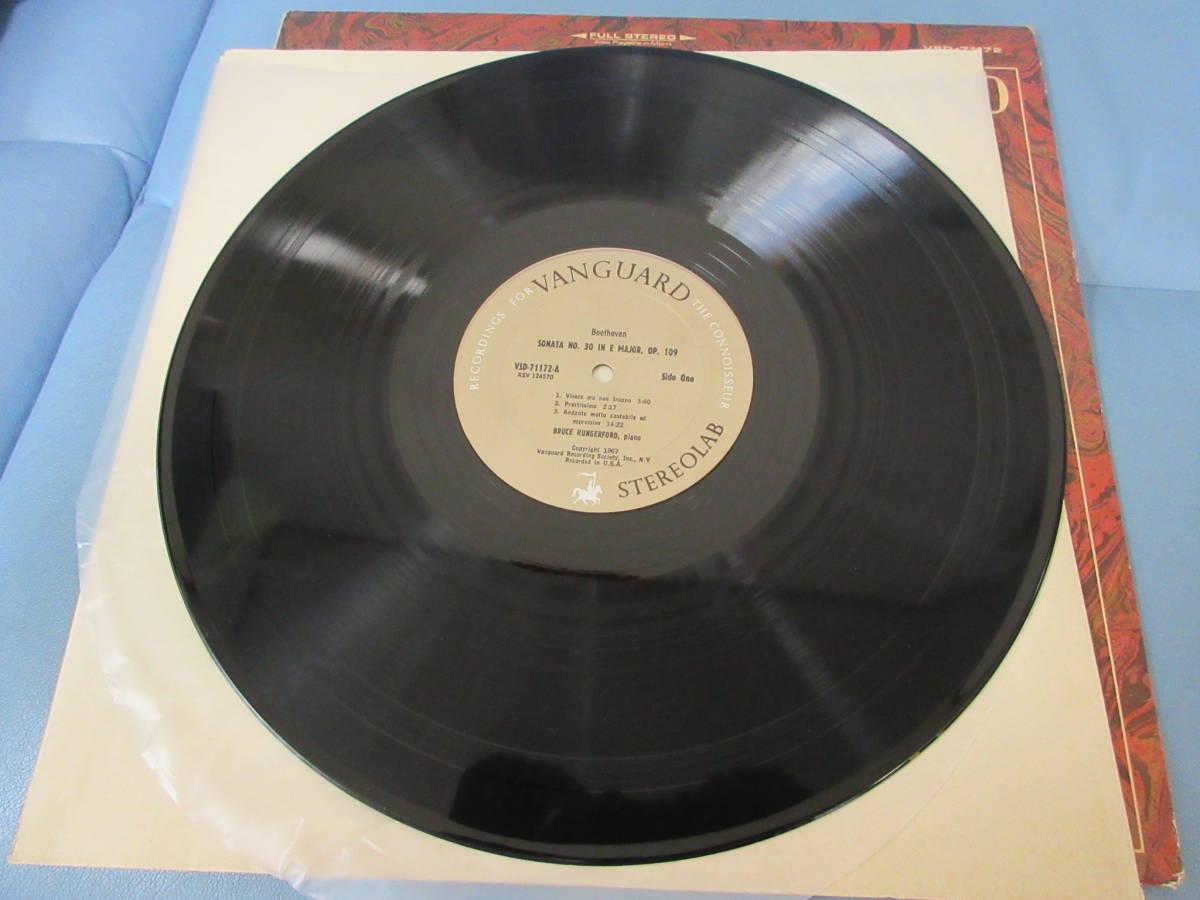 FULL STEREO
VSD-71172
D
RECORDINGS FOR VANGUARD THE CONNOISSEUR
Beethoven
SONATA NO. 30 IN E MAJOR, OP. 109
VSD-71172-A
Side One
XSV 124570
1. Vivace ma non troppo 3:40
2. Prestissimo 2:17
3. Andante molto cantabile ed
espressivo 14:22
BRUCE HUNGERFORD, piano
Copyright 1967
Vanguard Recording Society, Inc., N.Y
Recorded in U.S.A.
STEREOLAB